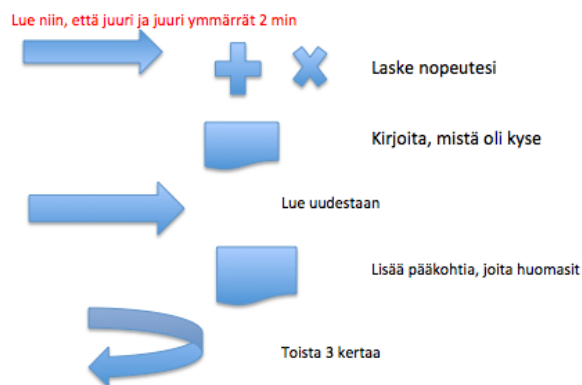 Lue niin, että juuri ja juuri ymmärrät 2 min
Laske nopeutesi
Kirjoita, mistä oli kyse
Lue uudestaan
Lisää pääkohtia, joita huomasit
Toista 3 kertaa